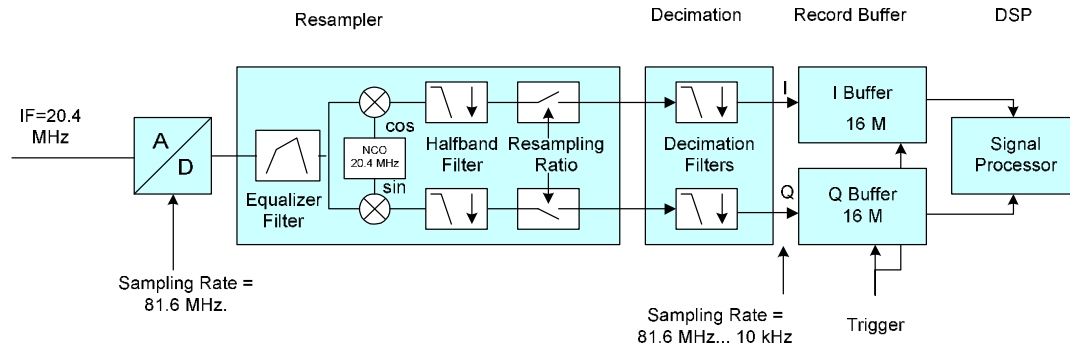 Resampler
Decimation
Record Buffer
DSP
IF=20.4
MHz
A
D
Equalizer
Filter
cos
NCO
20.4 MHz
sin
Halfband
Filter
Resampling
Ratio
Decimation
Filters
I
Q
I Buffer
16 M
Q Buffer
16 M
Signal
Processor
Sampling Rate =
81.6 MHz.
Sampling Rate =
81.6 MHz... 10 kHz
Trigger